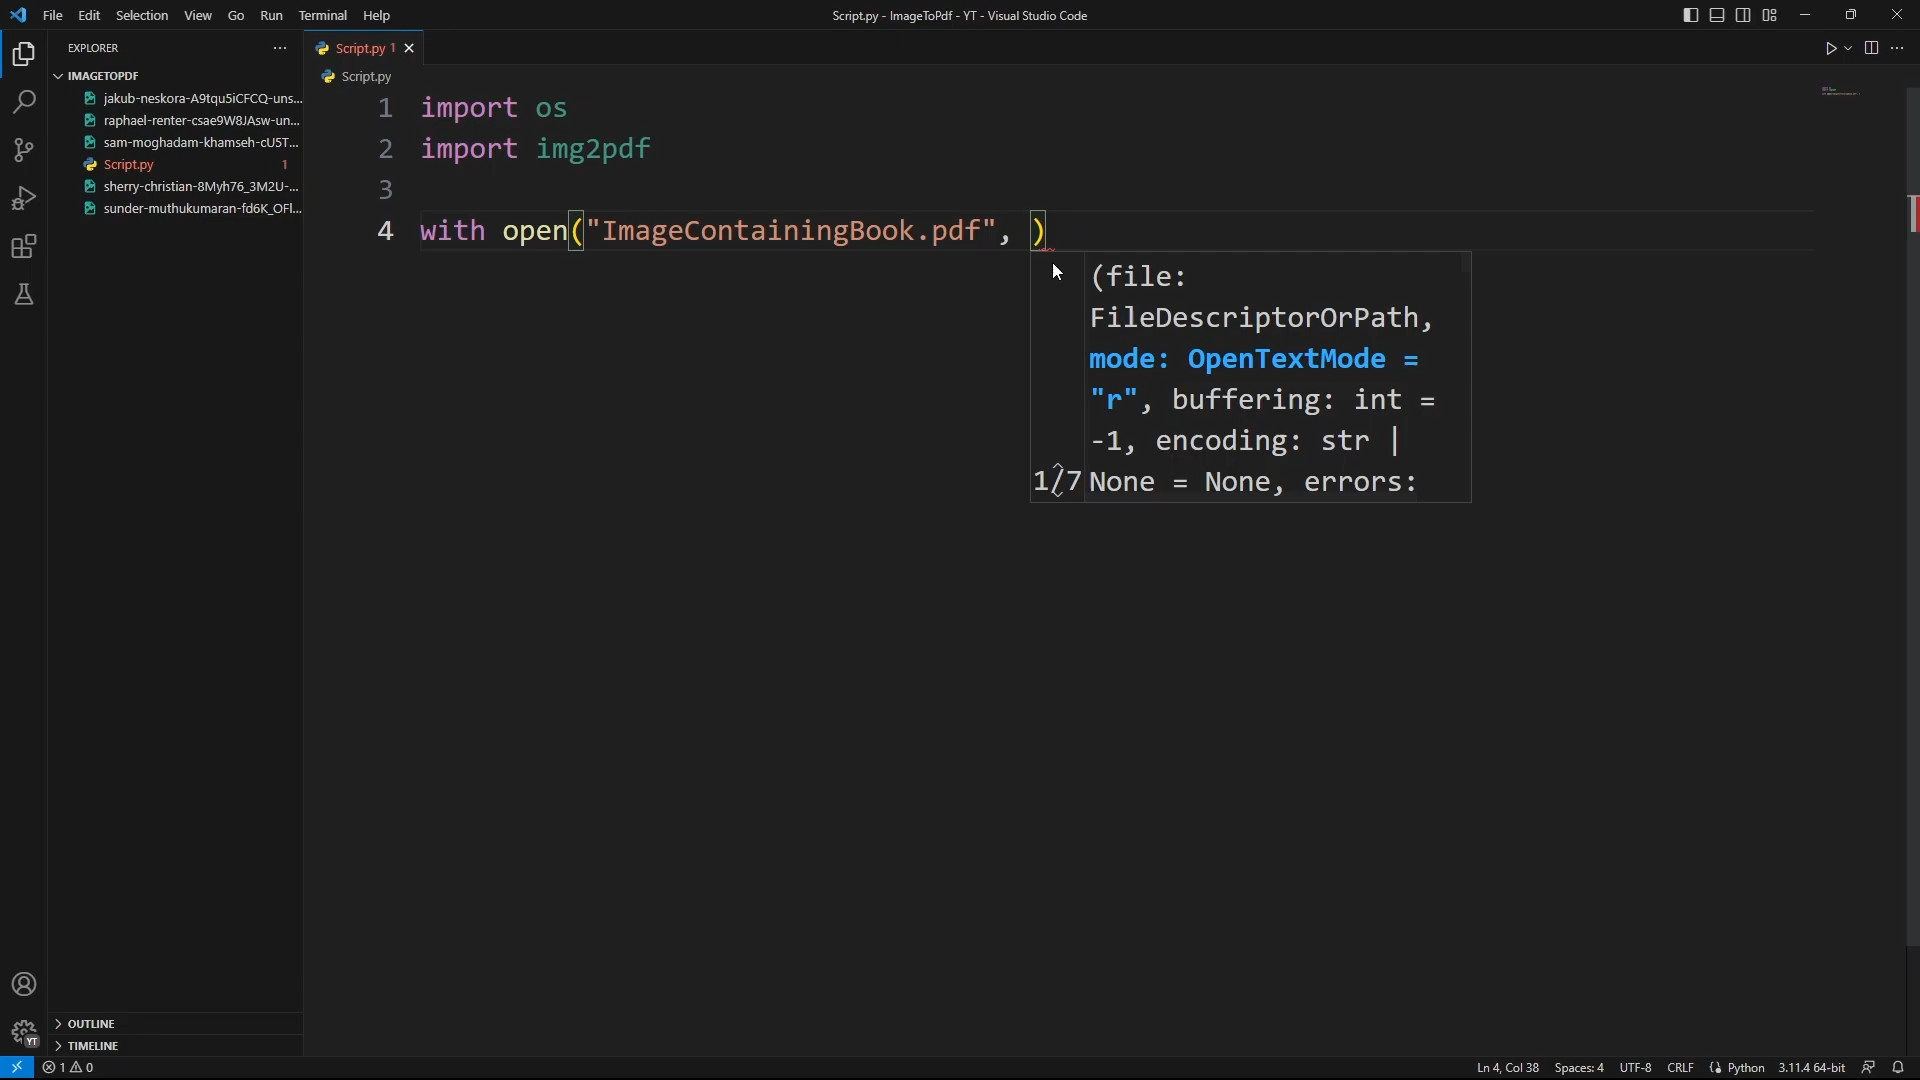 File Edit Selection View Go Run Terminal Help
Script.py - ImageToPdf - YT - Visual Studio Code
EXPLORER
IMAGETOPDF
jakub-neskora-A9tqu5iCFCQ-uns...
raphael-renter-csae9W8JAsw-un...
sam-moghadam-khamseh-cU5T...
Script.py 1
sherry-christian-8Myh76_3M2U-...
sunder-muthukumaran-fd6K_OFl...
OUTLINE
TIMELINE
Script.py 1
Script.py
1 import os
2 import img2pdf
3
4 with open("ImageContainingBook.pdf", )
(file:
FileDescriptorOrPath,
mode: OpenTextMode =
"r", buffering: int =
-1, encoding: str |
1/7 None = None, errors:
YT
1 0
Ln 4, Col 38 Spaces: 4 UTF-8 CRLF Python 3.11.4 64-bit